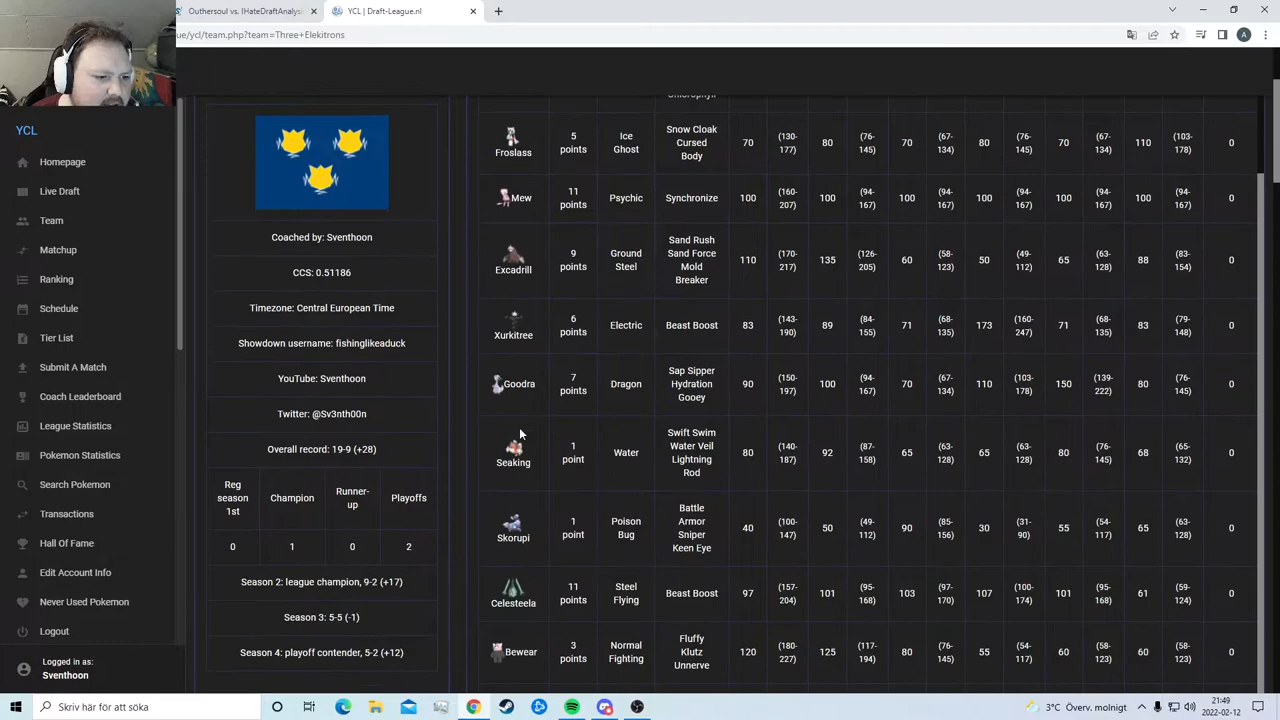 Outhersoul vs. IHateDraftAnalys
YCL | Draft-League.nl
ue/ycl/team.php?team=Three+Elekitrons
A
YCL
Homepage
Live Draft
Team
Matchup
Ranking
Schedule
Tier List
Submit A Match
Coach Leaderboard
League Statistics
Pokemon Statistics
Search Pokemon
Transactions
Hall Of Fame
Edit Account Info
Never Used Pokemon
Logout
Logged in as:
Sventhoon
Coached by: Sventhoon
CCS: 0.51186
Timezone: Central European Time
Showdown username: fishinglikeaduck
YouTube: Sventhoon
Twitter: @Sv3nth00n
Overall record: 19-9 (+28)
Reg season 1st Champion Runner-up Playoffs
0 1 0 2
Season 2: league champion, 9-2 (+17)
Season 3: 5-5 (-1)
Season 4: playoff contender, 5-2 (+12)
Froslass 5 points Ice Ghost Snow Cloak Cursed Body 70 (130-177) 80 (76-145) 70 (67-134) 80 (76-145) 70 (67-134) 110 (103-178) 0
Mew 11 points Psychic Synchronize 100 (160-207) 100 (94-167) 100 (94-167) 100 (94-167) 100 (94-167) 100 (94-167) 0
Excadrill 9 points Ground Steel Sand Rush Sand Force Mold Breaker 110 (170-217) 135 (126-205) 60 (58-123) 50 (49-112) 65 (63-128) 88 (83-154) 0
Xurkitree 6 points Electric Beast Boost 83 (143-190) 89 (84-155) 71 (68-135) 173 (160-247) 71 (68-135) 83 (79-148) 0
Goodra 7 points Dragon Sap Sipper Hydration Gooey 90 (150-197) 100 (94-167) 70 (67-134) 110 (103-178) 150 (139-222) 80 (76-145) 0
Seaking 1 point Water Swift Swim Water Veil Lightning Rod 80 (140-187) 92 (87-158) 65 (63-128) 65 (63-128) 80 (76-145) 68 (65-132) 0
Skorupi 1 point Poison Bug Battle Armor Sniper Keen Eye 40 (100-147) 50 (49-112) 90 (85-156) 30 (31-90) 55 (54-117) 65 (63-128) 0
Celesteela 11 points Steel Flying Beast Boost 97 (157-204) 101 (95-168) 103 (97-170) 107 (100-174) 101 (95-168) 61 (59-124) 0
Bewear 3 points Normal Fighting Fluffy Klutz Unnerve 120 (180-227) 125 (117-194) 80 (76-145) 55 (54-117) 60 (58-123) 60 (58-123) 0
Skriv här för att söka
3°C Överv. molnigt
21:49
2022-02-12